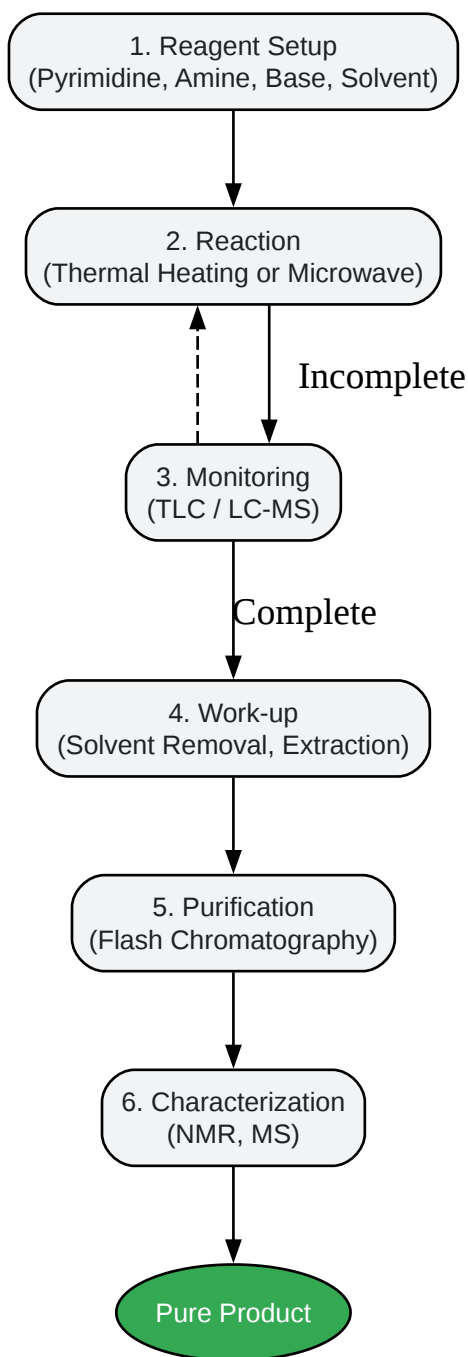 1. Reagent Setup
(Pyrimidine, Amine, Base, Solvent)
2. Reaction
(Thermal Heating or Microwave)
Incomplete
3. Monitoring
(TLC / LC-MS)
Complete
4. Work-up
(Solvent Removal, Extraction)
5. Purification
(Flash Chromatography)
6. Characterization
(NMR, MS)
Pure Product